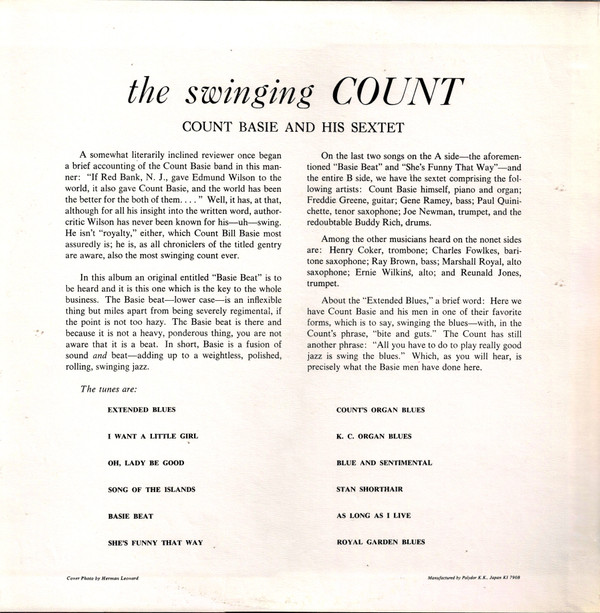 the swinging COUNT
COUNT BASIE AND HIS SEXTET
A somewhat literarily inclined reviewer once began
a brief accounting of the Count Basie band in this man-
ner: "If Red Bank, N. J., gave Edmund Wilson to the
world, it also gave Count Basie, and the world has been
the better for the both of them. . . ." Well, it has, at that,
although for all his insight into the written word, author-
critic Wilson has never been known for his—uh—swing.
He isn't "royalty," either, which Count Bill Basie most
assuredly is; he is, as all chroniclers of the titled gentry
are aware, also the most swinging count ever.
In this album an original entitled "Basie Beat" is to
be heard and it is this one which is the key to the whole
business. The Basie beat—lower case—is an inflexible
thing but miles apart from being severely regimental, if
the point is not too hazy. The Basie beat is there and
because it is not a heavy, ponderous thing, you are not
aware that it is a beat. In short, Basie is a fusion of
sound and beat—adding up to a weightless, polished,
rolling, swinging jazz.
On the last two songs on the A side—the aforemen-
tioned "Basie Beat" and "She's Funny That Way"—and
the entire B side, we have the sextet comprising the fol-
lowing artists: Count Basie himself, piano and organ;
Freddie Greene, guitar; Gene Ramey, bass; Paul Quini-
chette, tenor saxophone; Joe Newman, trumpet, and the
redoubtable Buddy Rich, drums.
Among the other musicians heard on the nonet sides
are: Henry Coker, trombone; Charles Fowlkes, bari-
tone saxophone; Ray Brown, bass; Marshall Royal, alto
saxophone; Ernie Wilkins, alto; and Reunald Jones,
trumpet.
About the "Extended Blues," a brief word: Here we
have Count Basie and his men in one of their favorite
forms, which is to say, swinging the blues—with, in the
Count's phrase, "bite and guts." The Count has still
another phrase: "All you have to do to play really good
jazz is swing the blues." Which, as you will hear, is
precisely what the Basie men have done here.
The tunes are:
EXTENDED BLUES
I WANT A LITTLE GIRL
OH, LADY BE GOOD
SONG OF THE ISLANDS
BASIE BEAT
SHE'S FUNNY THAT WAY
COUNT'S ORGAN BLUES
K. C. ORGAN BLUES
BLUE AND SENTIMENTAL
STAN SHORTHAIR
AS LONG AS I LIVE
ROYAL GARDEN BLUES
Cover Photo by Herman Leonard
Manufactured by Polydor K.K., Japan KI 7908